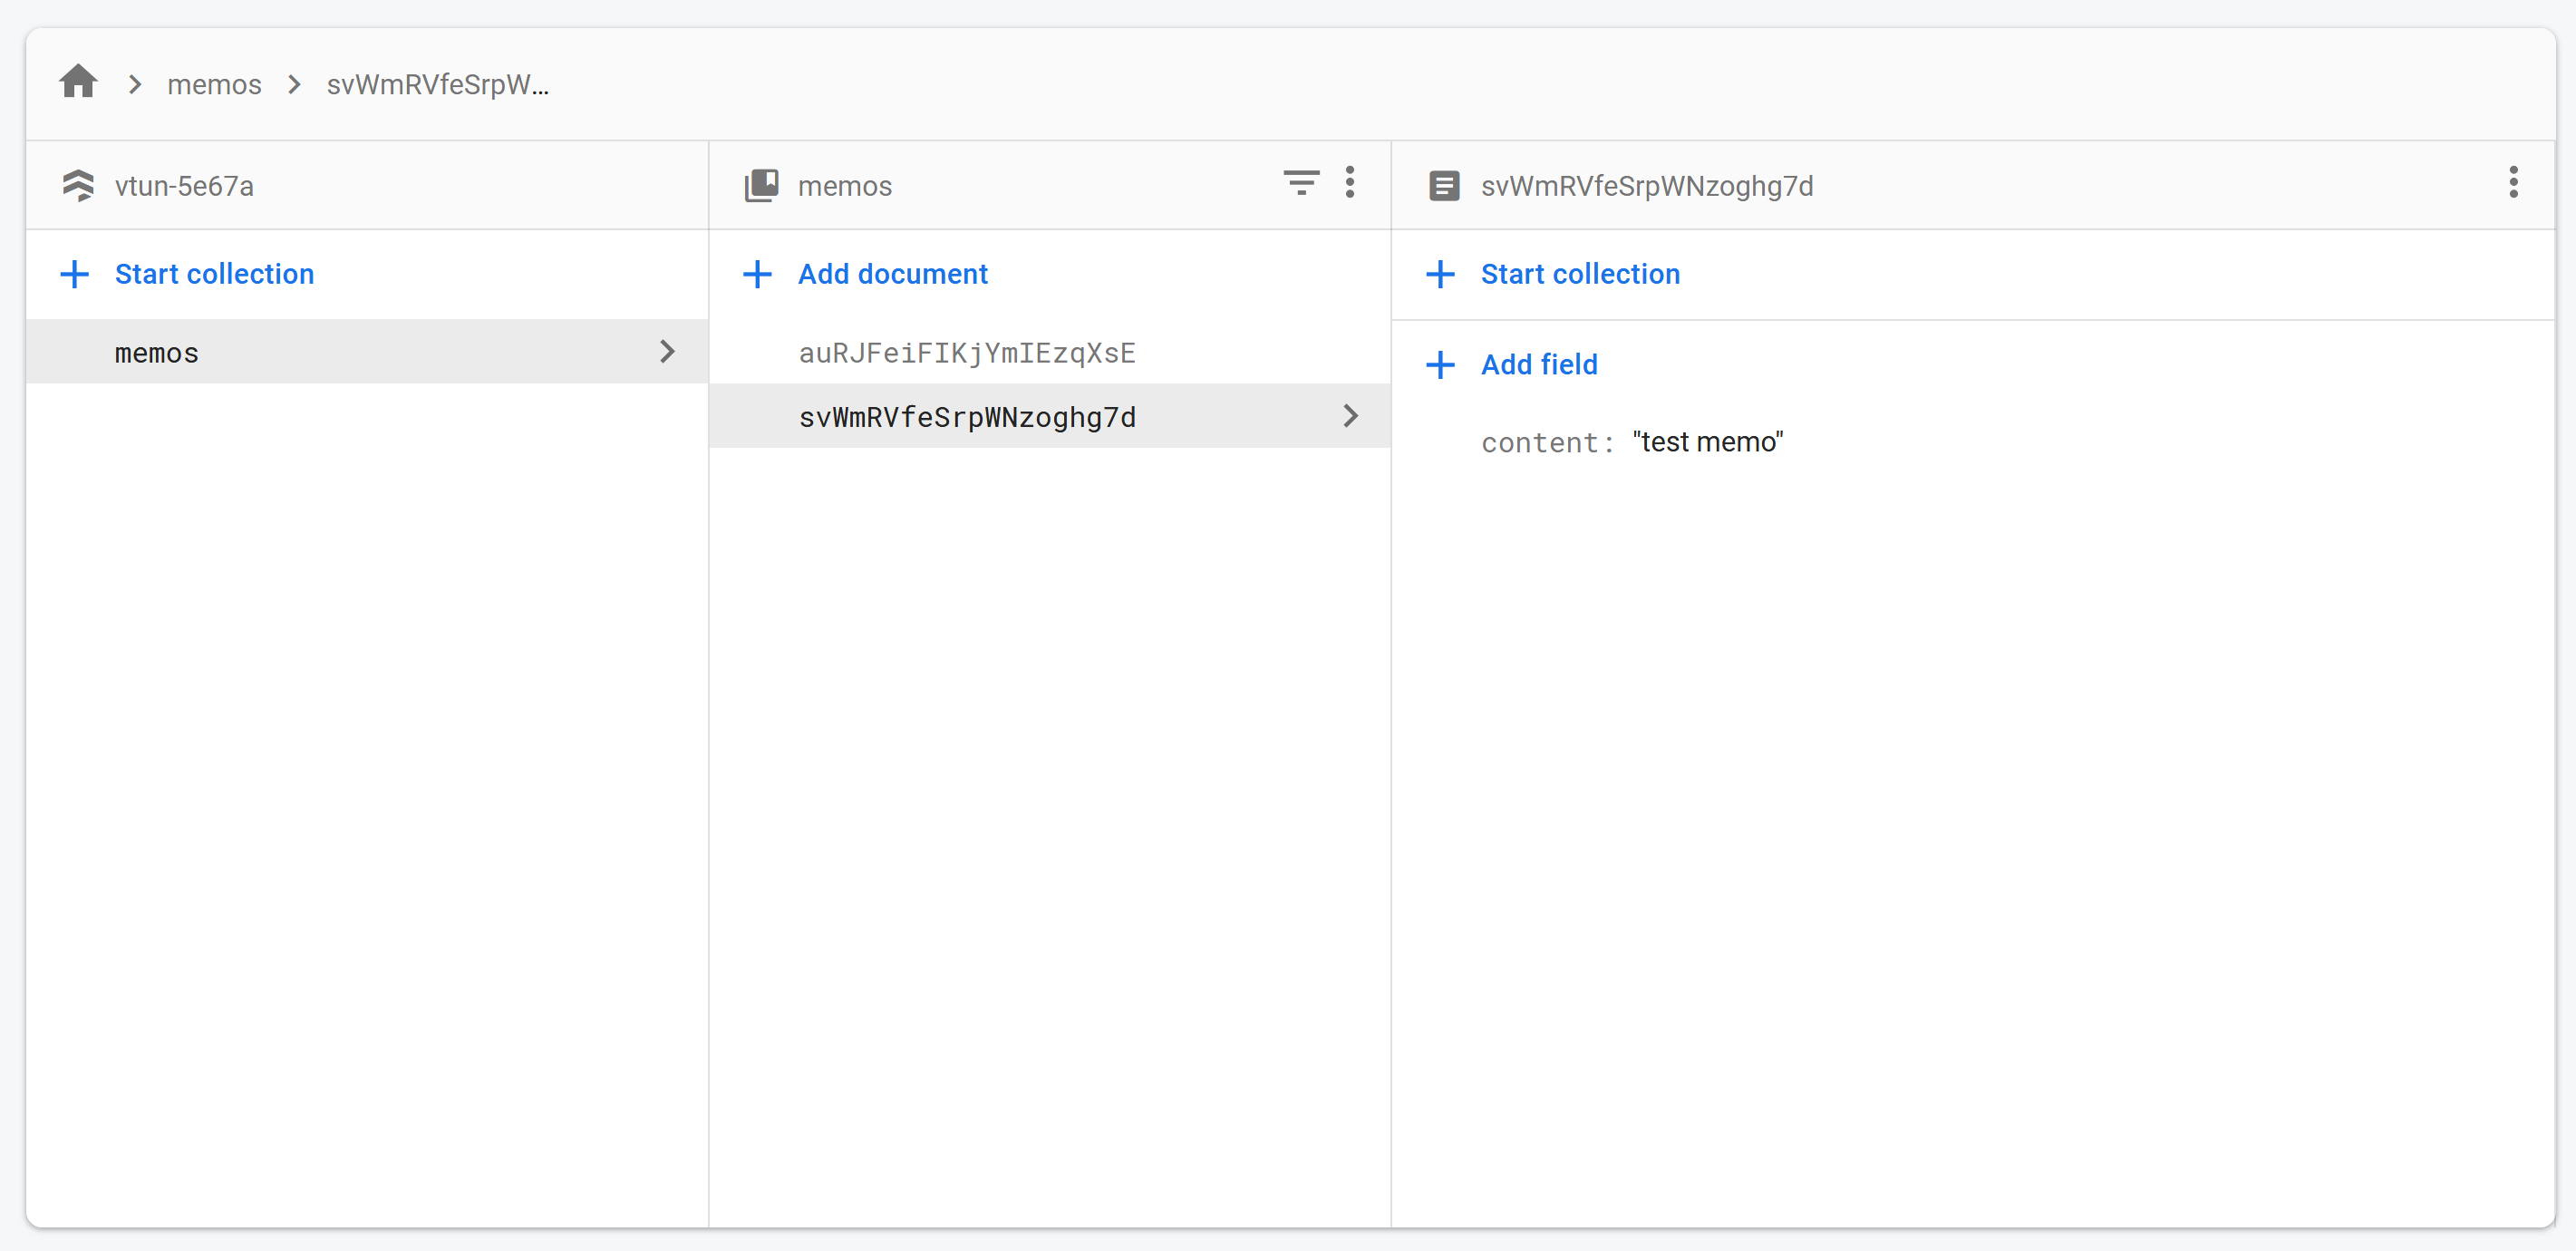 memos svWmRVfeSrpW...
vtun-5e67a
Start collection
memos
memos
Add document
auRJFeiFIKjYmIEzqXsE
svWmRVfeSrpWNzoghg7d
svWmRVfeSrpWNzoghg7d
Start collection
Add field
content: "test memo"